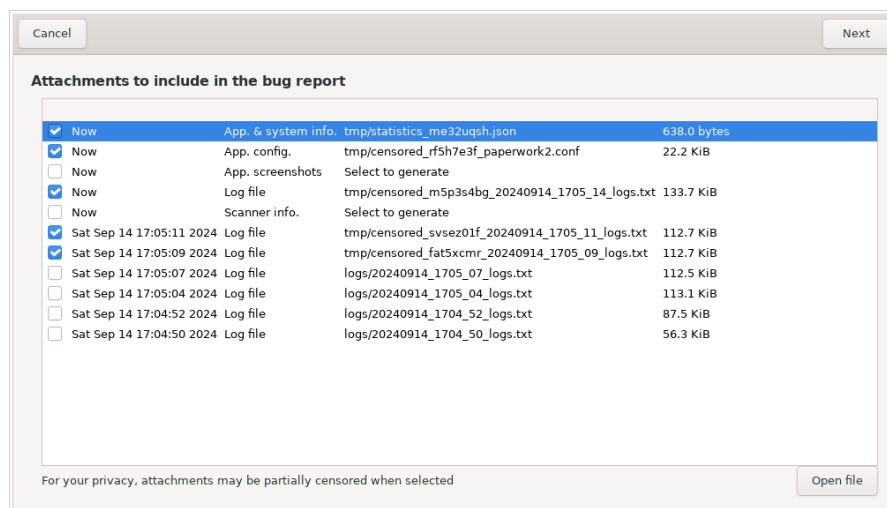 Cancel Next
Attachments to include in the bug report
Now App. & system info. tmp/statistics_me32uqsh.json 638.0 bytes
Now App. config. tmp/censored_rf5h7e3f_paperwork2.conf 22.2 KiB
Now App. screenshots Select to generate
Now Log file tmp/censored_m5p3s4bg_20240914_1705_14_logs.txt 133.7 KiB
Now Scanner info. Select to generate
Sat Sep 14 17:05:11 2024 Log file tmp/censored_svsez01f_20240914_1705_11_logs.txt 112.7 KiB
Sat Sep 14 17:05:09 2024 Log file tmp/censored_fat5xcmr_20240914_1705_09_logs.txt 112.7 KiB
Sat Sep 14 17:05:07 2024 Log file logs/20240914_1705_07_logs.txt 112.5 KiB
Sat Sep 14 17:05:04 2024 Log file logs/20240914_1705_04_logs.txt 113.1 KiB
Sat Sep 14 17:04:52 2024 Log file logs/20240914_1704_52_logs.txt 87.5 KiB
Sat Sep 14 17:04:50 2024 Log file logs/20240914_1704_50_logs.txt 56.3 KiB
For your privacy, attachments may be partially censored when selected Open file